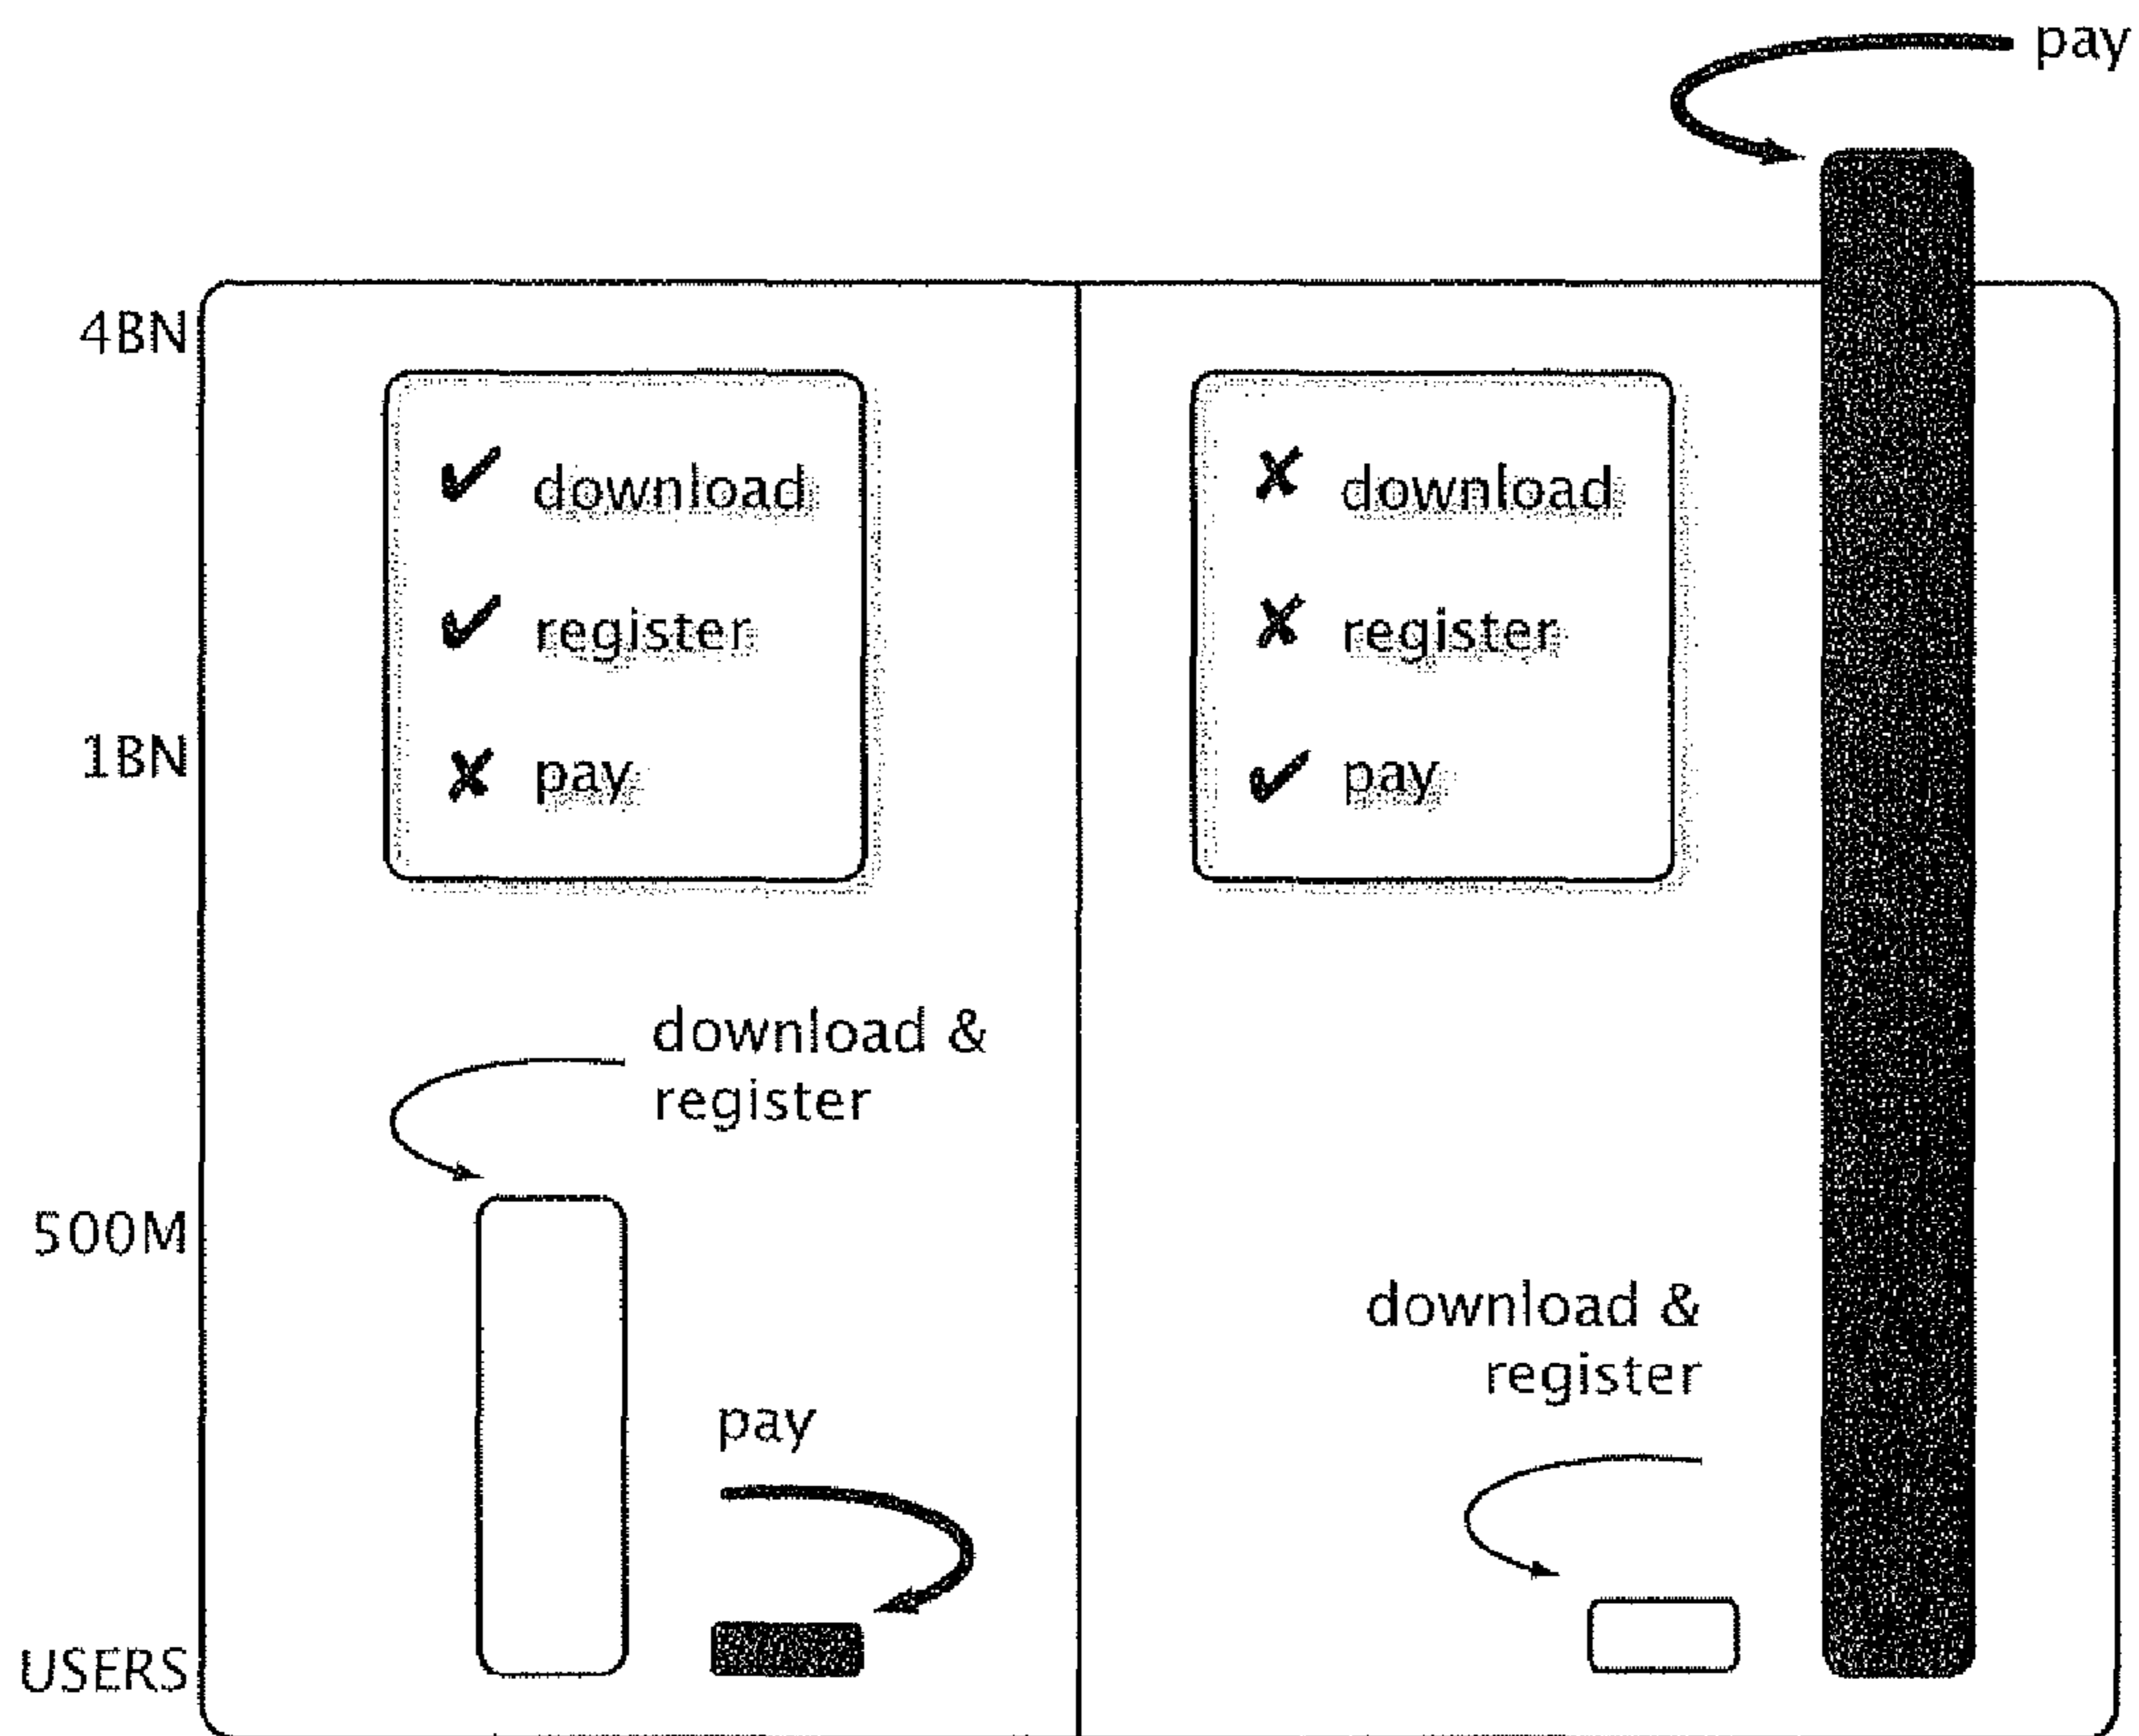 pay
4BN
1BN
500M
USERS
✔ download
✔ register
✘ pay
download &
register
pay
✘ download
✘ register
✔ pay
download &
register